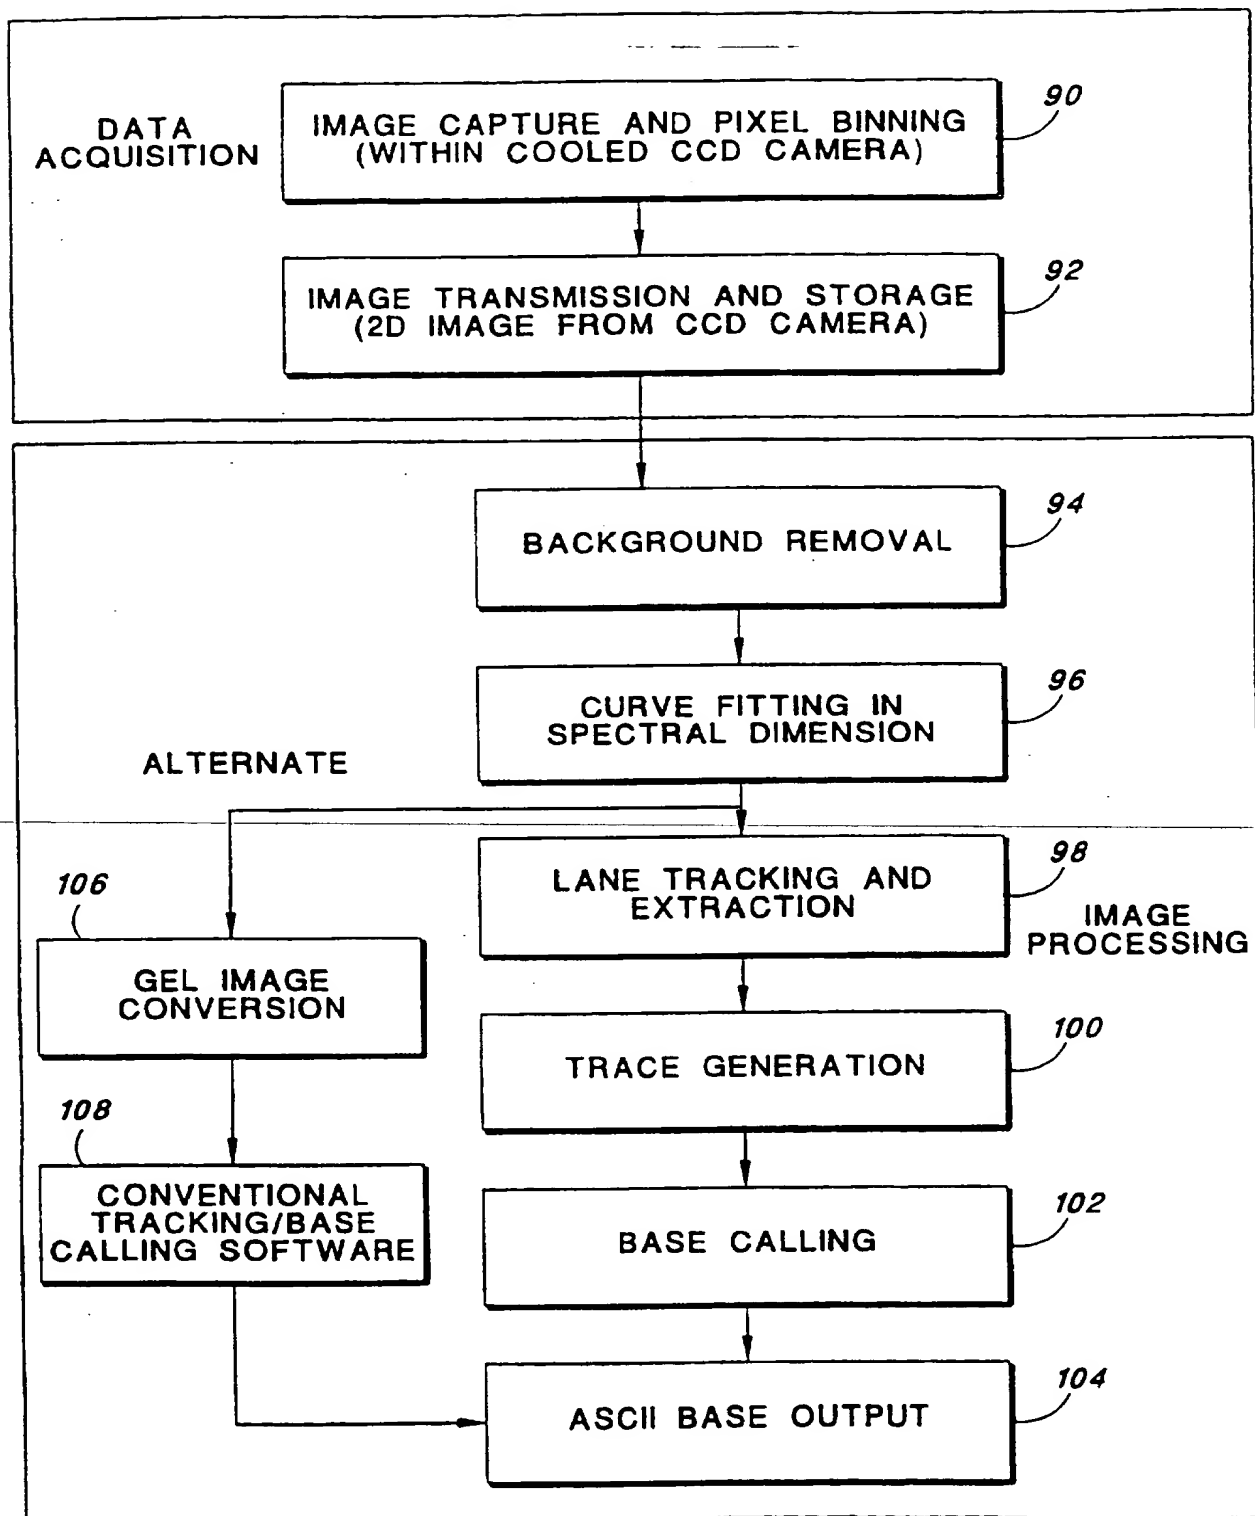 90
DATA
ACQUISITION
IMAGE CAPTURE AND PIXEL BINNING
(WITHIN COOLED CCD CAMERA)
92
IMAGE TRANSMISSION AND STORAGE
(2D IMAGE FROM CCD CAMERA)
94
BACKGROUND REMOVAL
96
CURVE FITTING IN
SPECTRAL DIMENSION
ALTERNATE
98
LANE TRACKING AND
EXTRACTION
IMAGE
PROCESSING
106
GEL IMAGE
CONVERSION
100
TRACE GENERATION
108
CONVENTIONAL
TRACKING/BASE
CALLING SOFTWARE
102
BASE CALLING
104
ASCII BASE OUTPUT